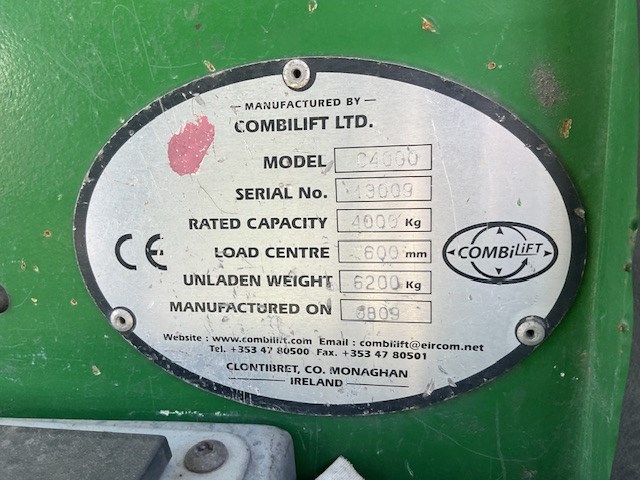 MANUFACTURED BY
COMBILIFT LTD.
MODEL C4000
SERIAL No. 13009
RATED CAPACITY 4000 Kg
LOAD CENTRE 600 mm
UNLADEN WEIGHT 6200 Kg
MANUFACTURED ON
CE
COMBiLiFT
Website : www.combilift.com Email : combilift@eircom.net
Tel. +353 47 80500 Fax. +353 47 80501
CLONTIBRET, CO. MONAGHAN
IRELAND